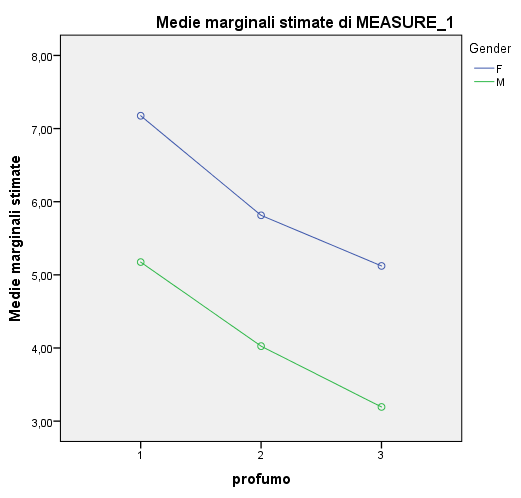 Medie marginali stimate di MEASURE_1
Gender
F
M
Medie marginali stimate
8,00
7,00
6,00
5,00
4,00
3,00
1
2
3
profumo